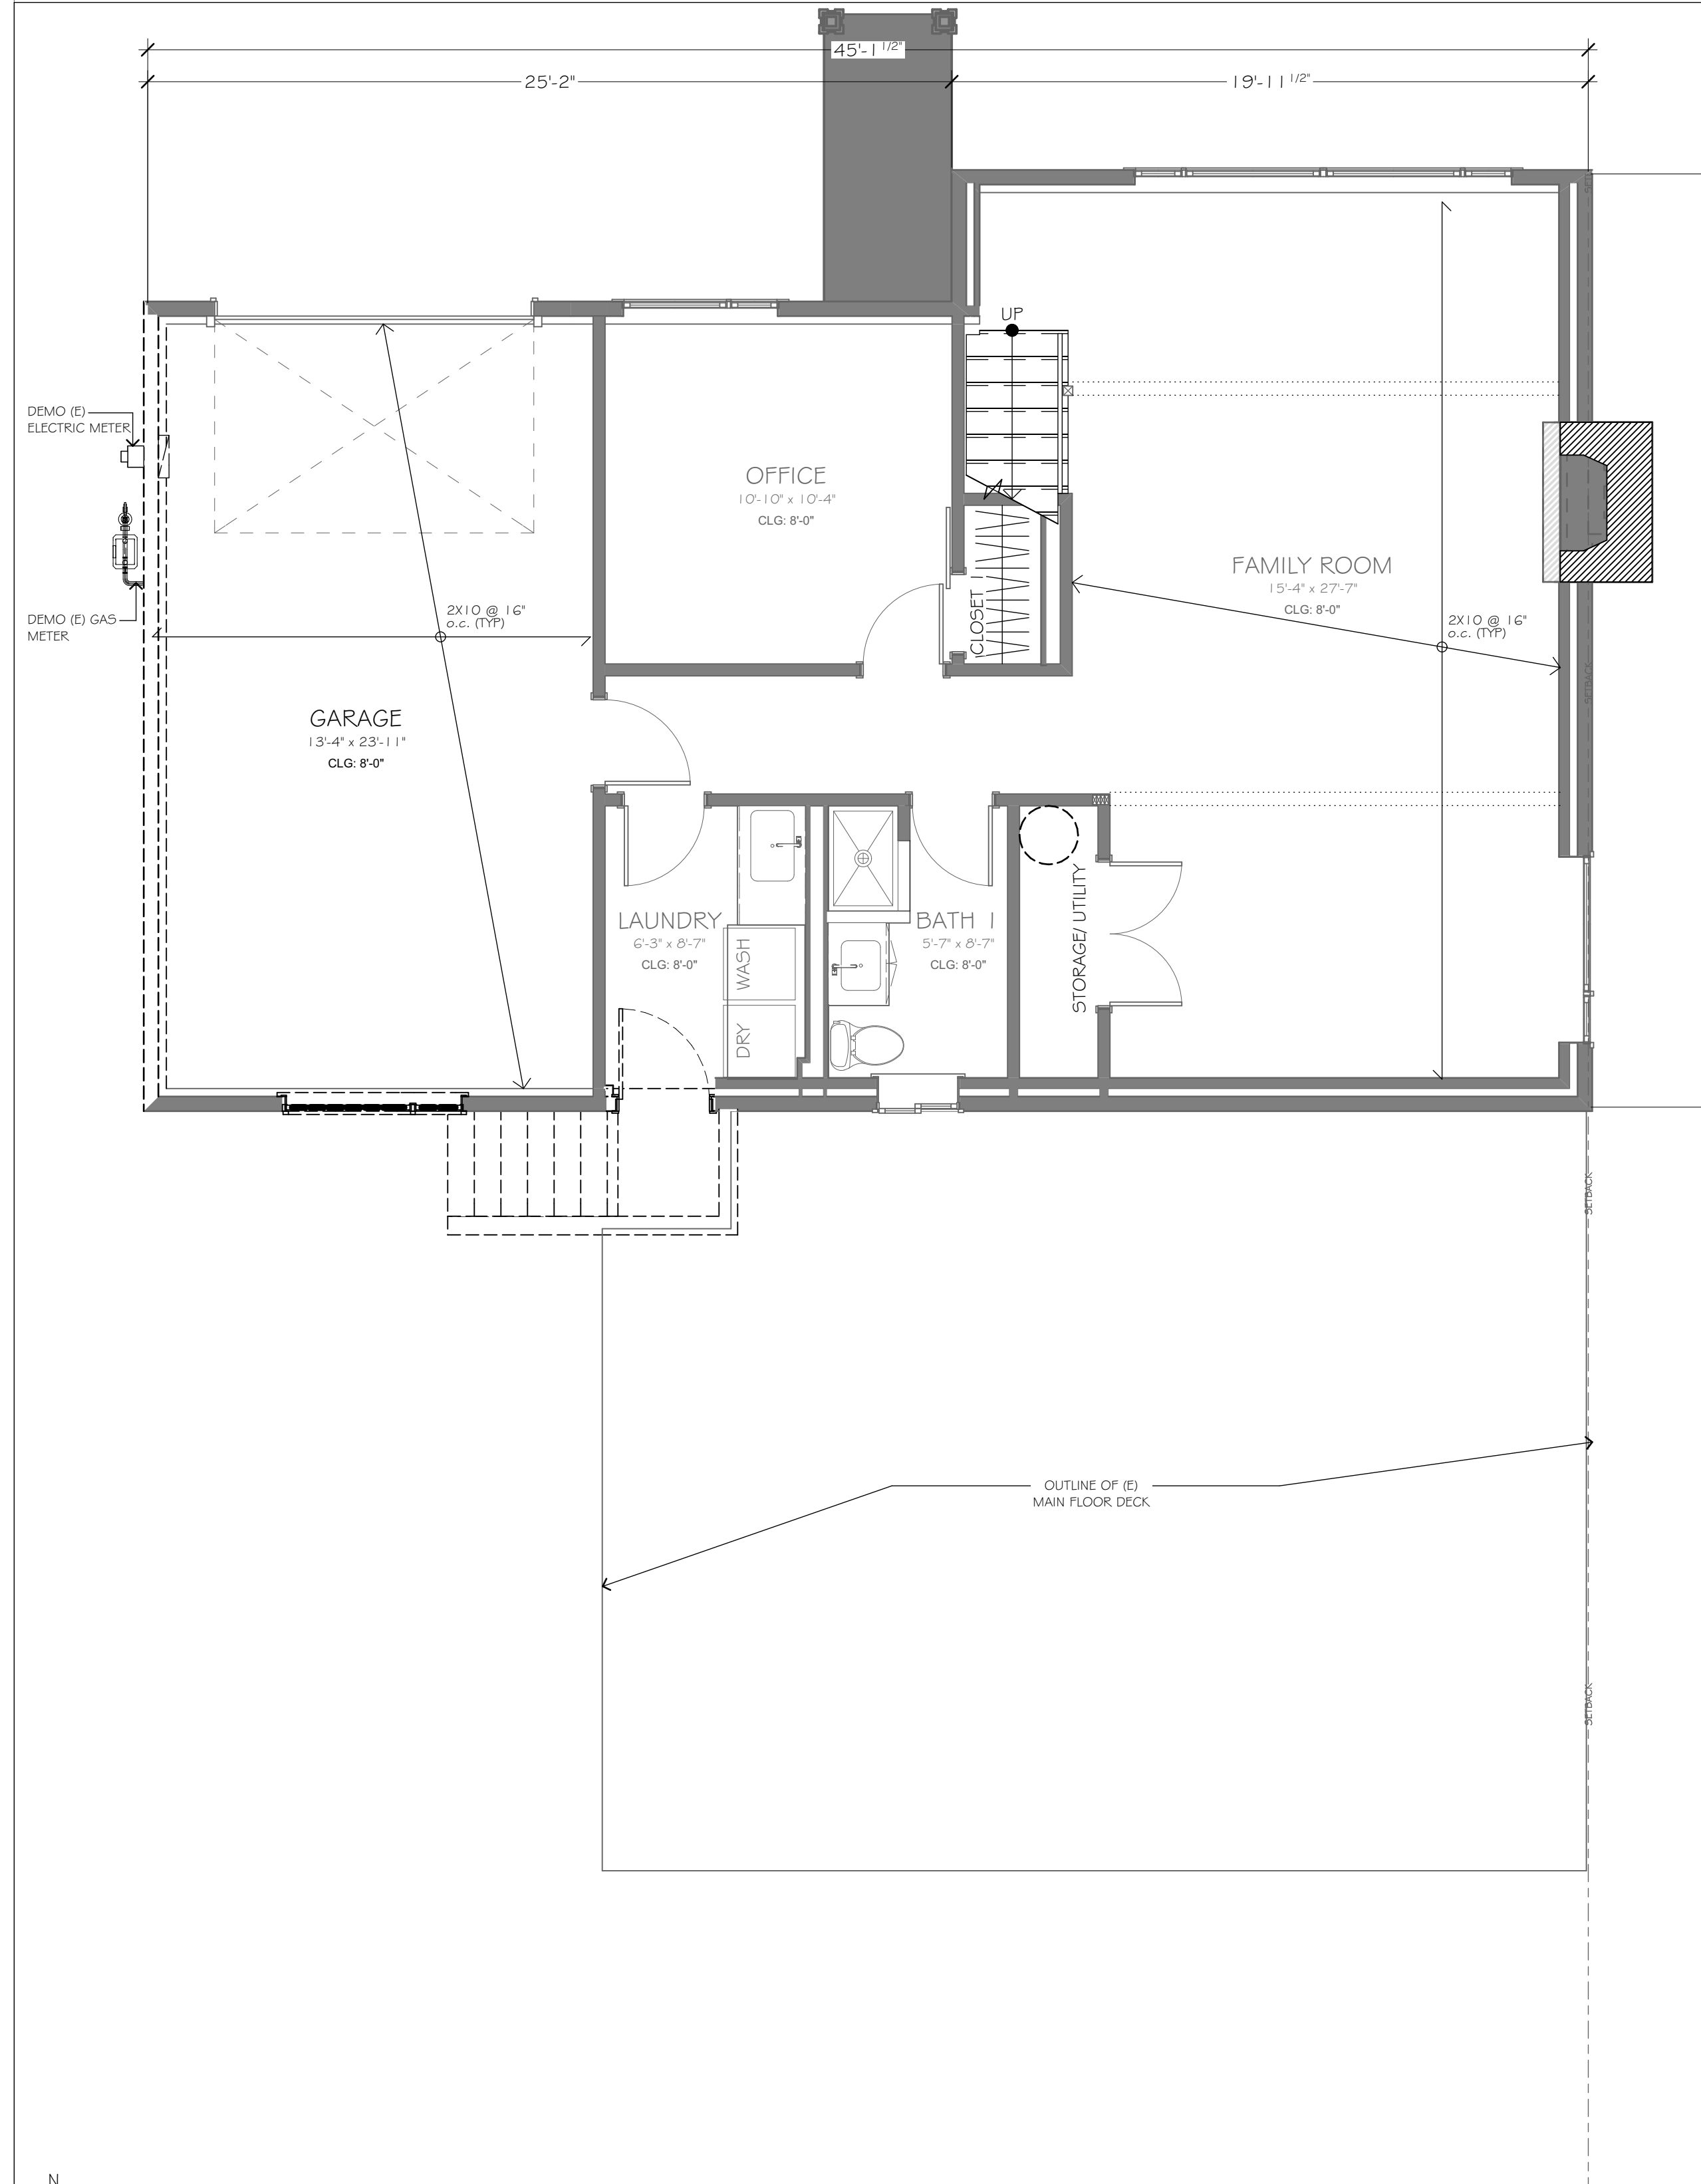 45'-1 1/2"
25'-2"
19'-11 1/2"
UP
DEMO (E)
ELECTRIC METER
OFFICE
10'-10" x 10'-4"
CLG: 8'-0"
FAMILY ROOM
15'-4" x 27'-7"
CLG: 8'-0"
2X10 @ 16"
o.c. (TYP)
DEMO (E) GAS
METER
2X10 @ 16"
o.c. (TYP)
CLOSET
SETBACK
GARAGE
13'-4" x 23'-11"
CLG: 8'-0"
LAUNDRY
6'-3" x 8'-7"
CLG: 8'-0"
WASH
DRY
BATH 1
5'-7" x 8'-7"
CLG: 8'-0"
STORAGE/ UTILITY
SETBACK
OUTLINE OF (E)
MAIN FLOOR DECK
SETBACK
N